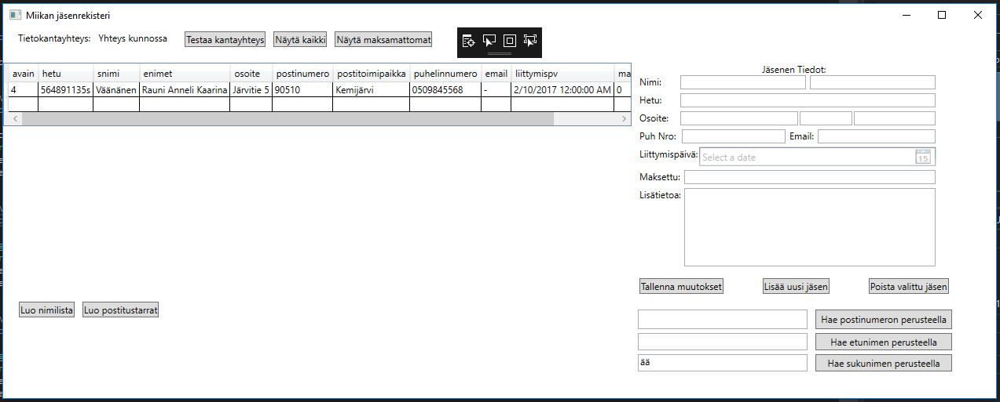 Miikan jäsenrekisteri
Tietokantayhteys: Yhteys kunnossa Testaa kantayhteys Näytä kaikki Näytä maksamattomat
avain hetu snimi enimet osoite postinumero postitoimipaikka puhelinnumero email liittymispv ma
4 564891135s Väänänen Rauni Anneli Kaarina Järvitie 5 90510 Kemijärvi 0509845568 - 2/10/2017 12:00:00 AM 0
Jäsenen Tiedot:
Nimi:
Hetu:
Osoite:
Puh Nro: Email:
Liittymispäivä: Select a date 15
Maksettu:
Lisätietoa:
Tallenna muutokset Lisää uusi jäsen Poista valittu jäsen
Luo nimilista Luo postitustarrat
Hae postinumeron perusteella
Hae etunimen perusteella
ää Hae sukunimen perusteella